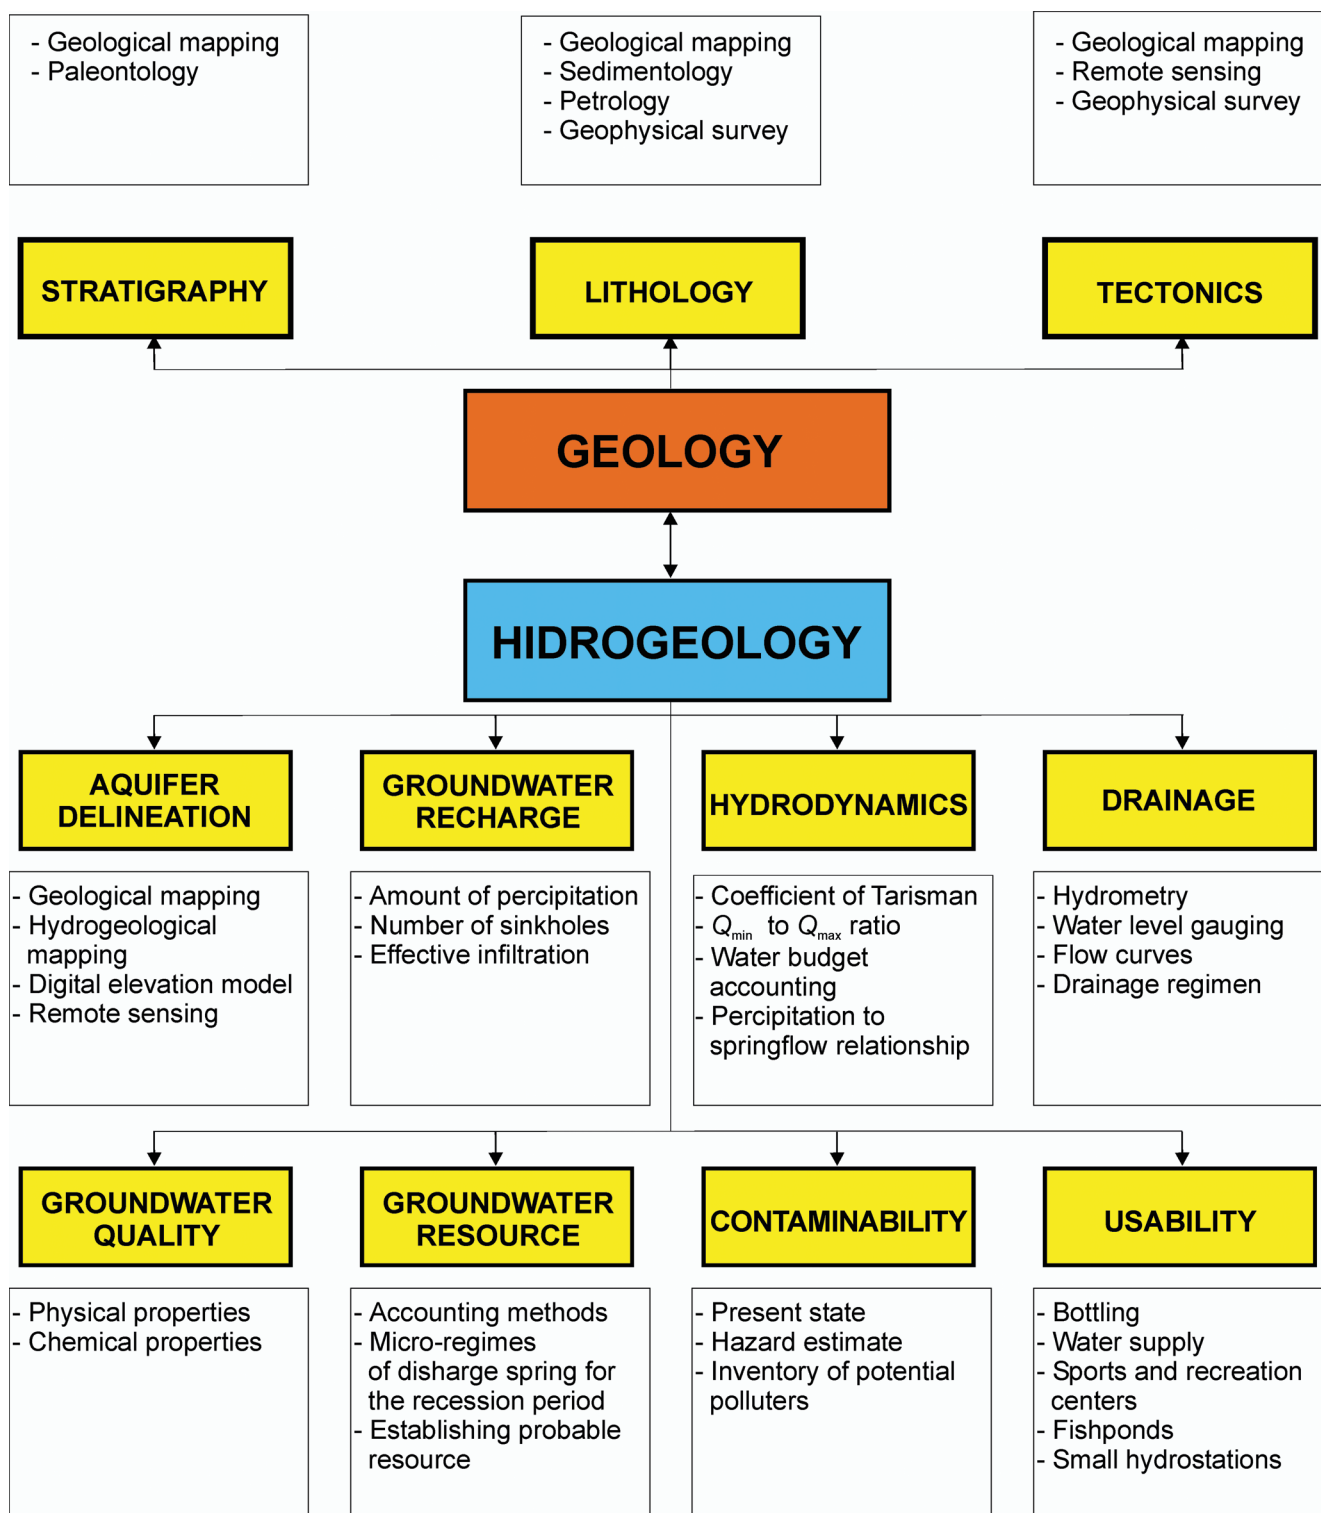 - Geological mapping
- Paleontology
- Geological mapping
- Sedimentology
- Petrology
- Geophysical survey
- Geological mapping
- Remote sensing
- Geophysical survey
STRATIGRAPHY
LITHOLOGY
TECTONICS
GEOLOGY
HIDROGEOLOGY
AQUIFER
DELINEATION
GROUNDWATER
RECHARGE
HYDRODYNAMICS
DRAINAGE
- Geological mapping
- Hydrogeological
mapping
- Digital elevation model
- Remote sensing
- Amount of percipitation
- Number of sinkholes
- Effective infiltration
- Coefficient of Tarisman
- Qmin to Qmax ratio
- Water budget
accounting
- Percipitation to
springflow relationship
- Hydrometry
- Water level gauging
- Flow curves
- Drainage regimen
GROUNDWATER
QUALITY
GROUNDWATER
RESOURCE
CONTAMINABILITY
USABILITY
- Physical properties
- Chemical properties
- Accounting methods
- Micro-regimes
of disharge spring for
the recession period
- Establishing probable
resource
- Present state
- Hazard estimate
- Inventory of potential
polluters
- Bottling
- Water supply
- Sports and recreation
centers
- Fishponds
- Small hydrostations